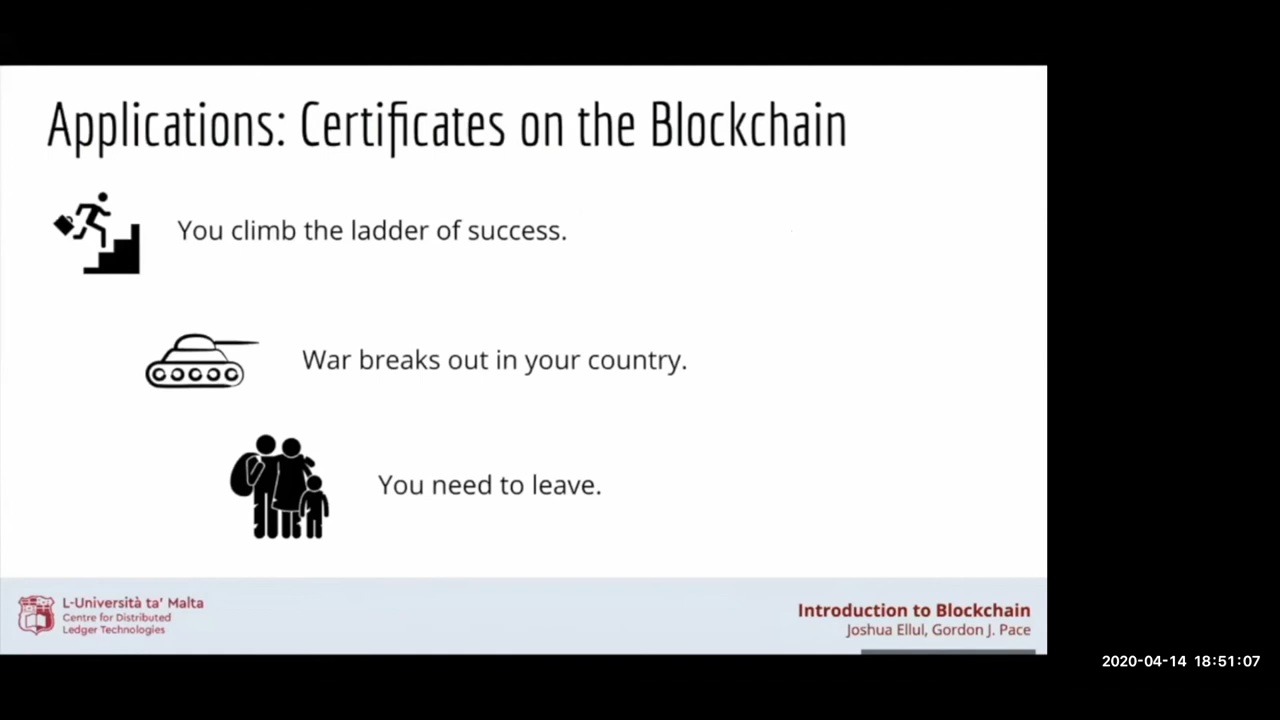 Applications: Certificates on the Blockchain
You climb the ladder of success.
War breaks out in your country.
You need to leave.
L-Università ta' Malta
Centre for Distributed
Ledger Technologies
Introduction to Blockchain
Joshua Ellul, Gordon J. Pace
2020-04-14 18:51:07